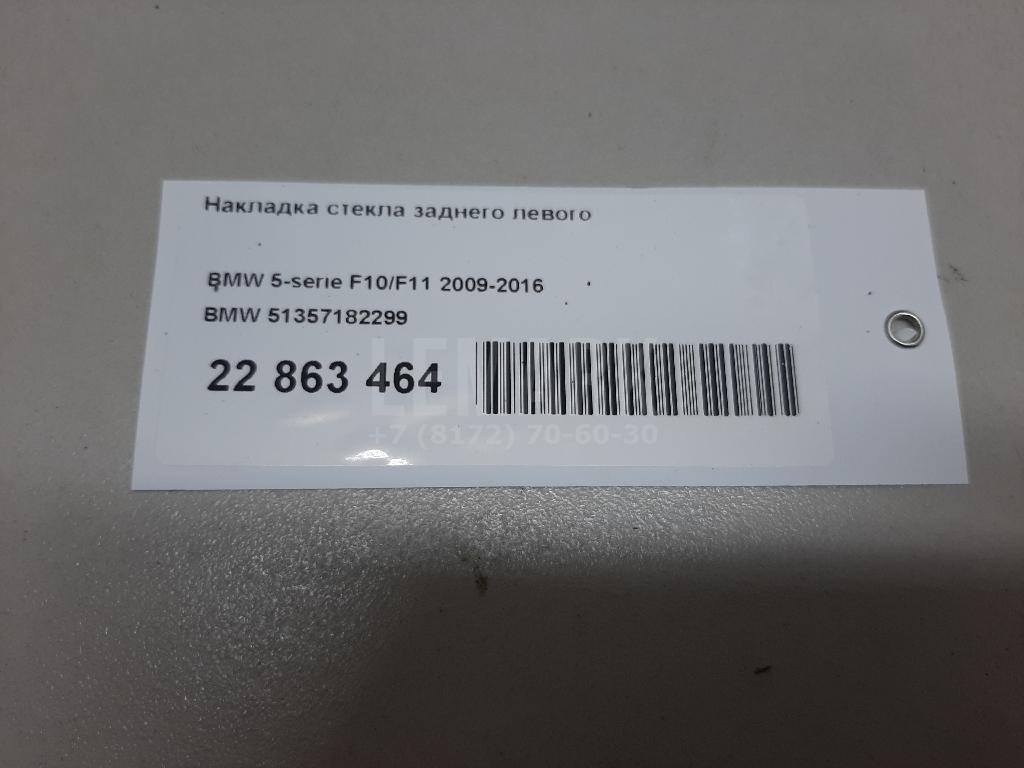 Накладка стекла заднего левого
BMW 5-serie F10/F11 2009-2016
BMW 51357182299
22 863 464
+7 (8172) 70-60-30